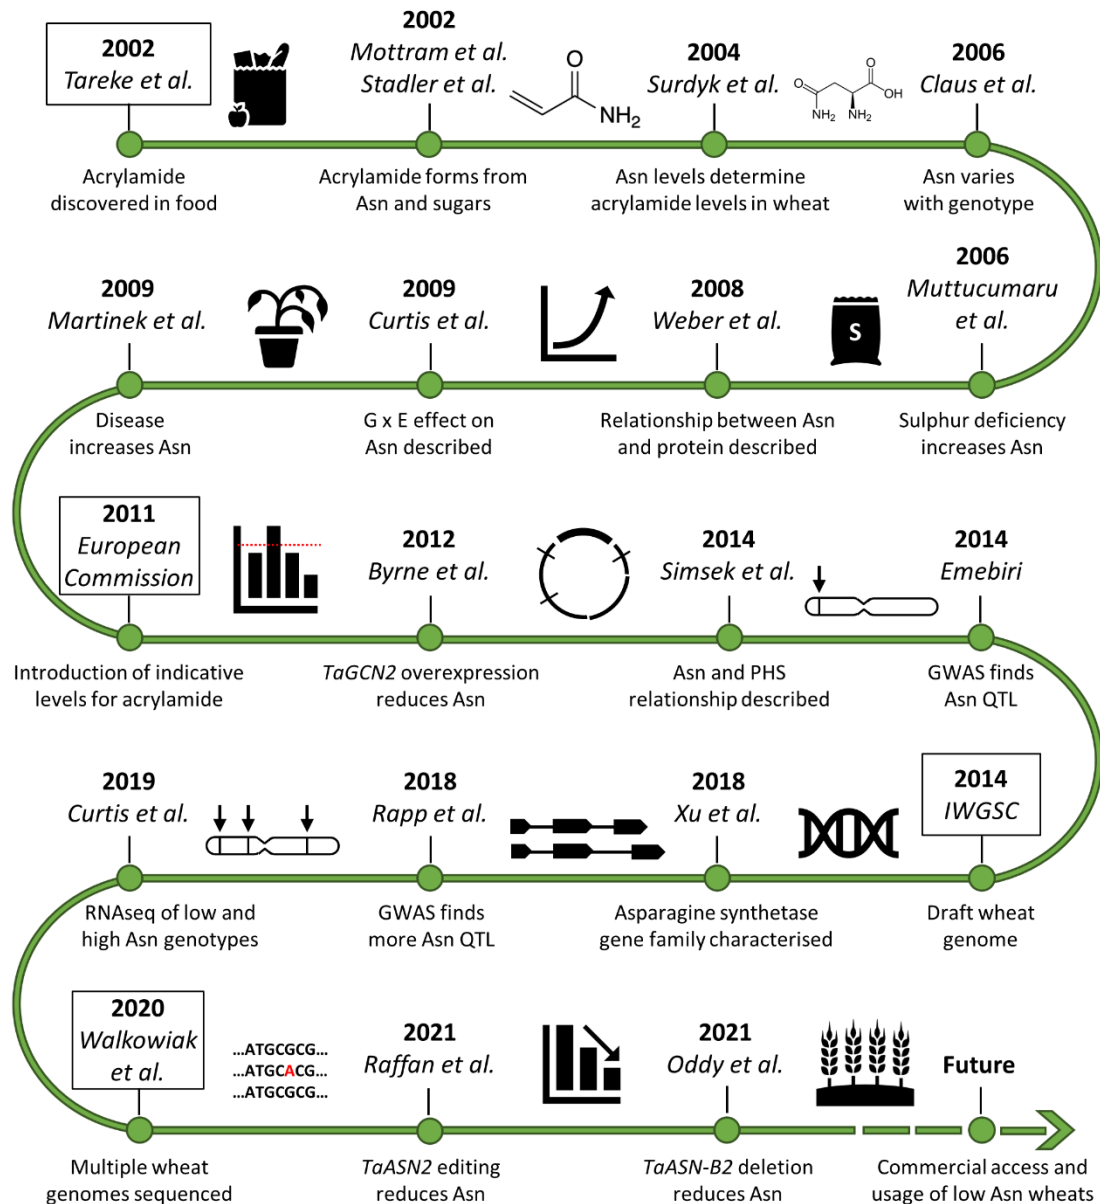 2002
Tareke et al.
Acrylamide
discovered in food
2002
Mottram et al.
Stadler et al.
Acrylamide forms from
Asn and sugars
O
NH₂
2004
Surdyk et al.
Asn levels determine
acrylamide levels in wheat
O
O
OH
NH₂
NH₂
2006
Claus et al.
Asn varies
with genotype
2006
Muttucumaru
et al.
Sulphur deficiency
increases Asn
S
2008
Weber et al.
Relationship between Asn
and protein described
2009
Curtis et al.
G x E effect on
Asn described
2009
Martinek et al.
Disease
increases Asn
2011
European
Commission
Introduction of indicative
levels for acrylamide
2012
Byrne et al.
TaGCN2 overexpression
reduces Asn
2014
Simsek et al.
Asn and PHS
relationship described
2014
Emebiri
GWAS finds
Asn QTL
2014
IWGSC
Draft wheat
genome
2018
Xu et al.
Asparagine synthetase
gene family characterised
2018
Rapp et al.
GWAS finds
more Asn QTL
2019
Curtis et al.
RNAseq of low and
high Asn genotypes
2020
Walkowiak
et al.
Multiple wheat
genomes sequenced
...ATGCGCG...
...ATGCACG...
...ATGCGCG...
2021
Raffan et al.
TaASN2 editing
reduces Asn
2021
Oddy et al.
TaASN-B2 deletion
reduces Asn
Future
Commercial access and
usage of low Asn wheats